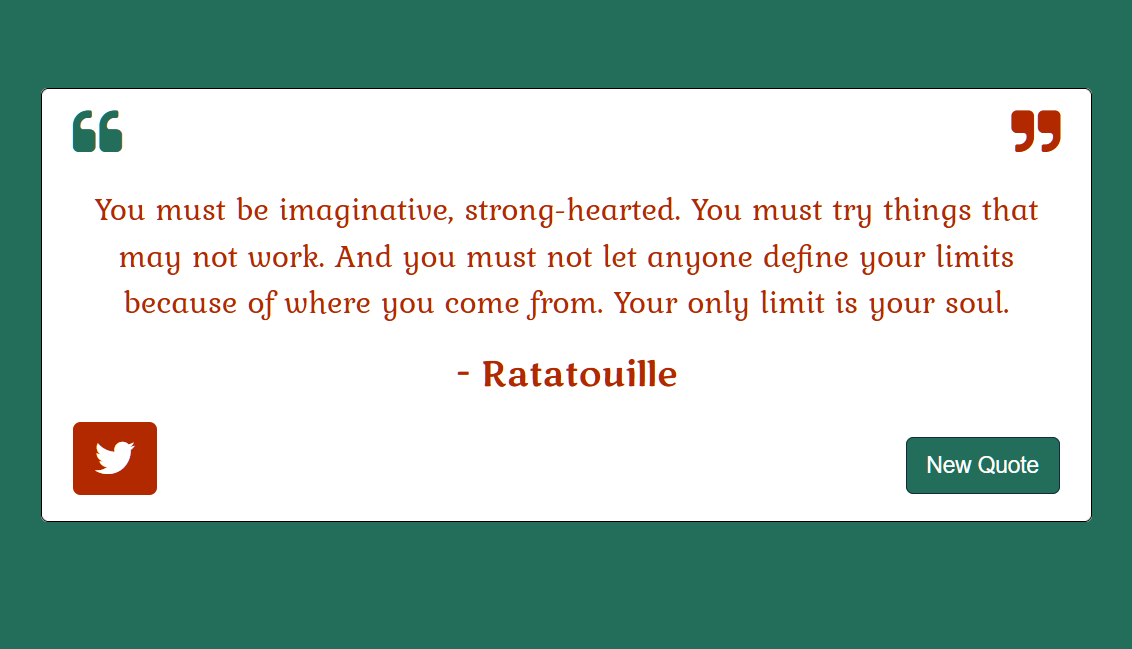 You must be imaginative, strong-hearted. You must try things that
may not work. And you must not let anyone define your limits
because of where you come from. Your only limit is your soul.
- Ratatouille
New Quote